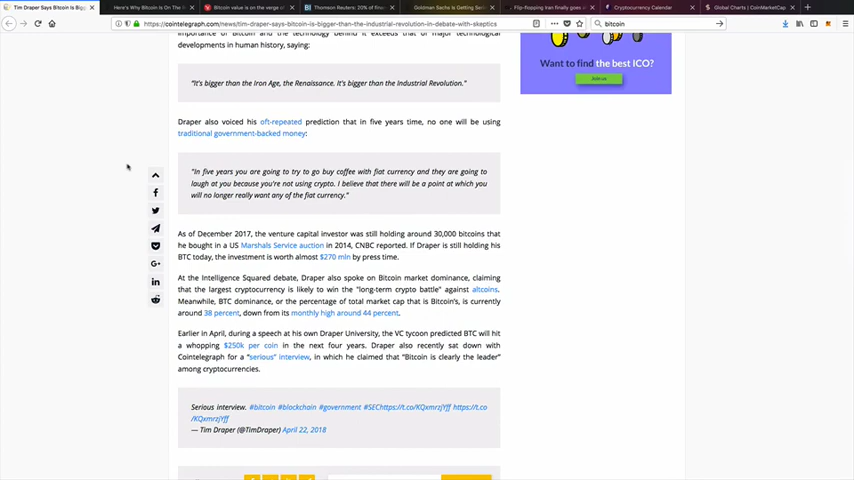 Tim Draper Says Bitcoin Is Bigg
Here's Why Bitcoin Is On The
Bitcoin value is on the verge of
Thomson Reuters: 20% of fina
Goldman Sachs Is Getting Seri
Flip-flopping Iran finally goes
Cryptocurrency Calendar
Global Charts | CoinMarketCap
https://cointelegraph.com/news/tim-draper-says-bitcoin-is-bigger-than-the-industrial-revolution-in-debate-with-skeptics
bitcoin
importance of Bitcoin and the technology behind it exceeds that of major technological
developments in human history, saying:
"It's bigger than the Iron Age, the Renaissance. It's bigger than the Industrial Revolution."
Want to find the best ICO?
Draper also voiced his oft-repeated prediction that in five years time, no one will be using
traditional government-backed money:
"In five years you are going to try to go buy coffee with fiat currency and they are going to
laugh at you because you're not using crypto. I believe that there will be a point at which you
will no longer really want any of the fiat currency."
As of December 2017, the venture capital investor was still holding around 30,000 bitcoins that
he bought in a US Marshals Service auction in 2014, CNBC reported. If Draper is still holding his
BTC today, the investment is worth almost $270 mln by press time.
At the Intelligence Squared debate, Draper also spoke on Bitcoin market dominance, claiming
that the largest cryptocurrency is likely to win the "long-term crypto battle" against altcoins.
Meanwhile, BTC dominance, or the percentage of total market cap that is Bitcoin's, is currently
around 38 percent, down from its monthly high around 44 percent.
Earlier in April, during a speech at his own Draper University, the VC tycoon predicted BTC will hit
a whopping $250k per coin in the next four years. Draper also recently sat down with
Cointelegraph for a "serious" interview, in which he claimed that "Bitcoin is clearly the leader"
among cryptocurrencies.
Serious interview. #bitcoin #blockchain #government #SEChttps://t.co/KQxmrzjYff https://t.co
/KQxmrzjYff
— Tim Draper (@TimDraper) April 22, 2018